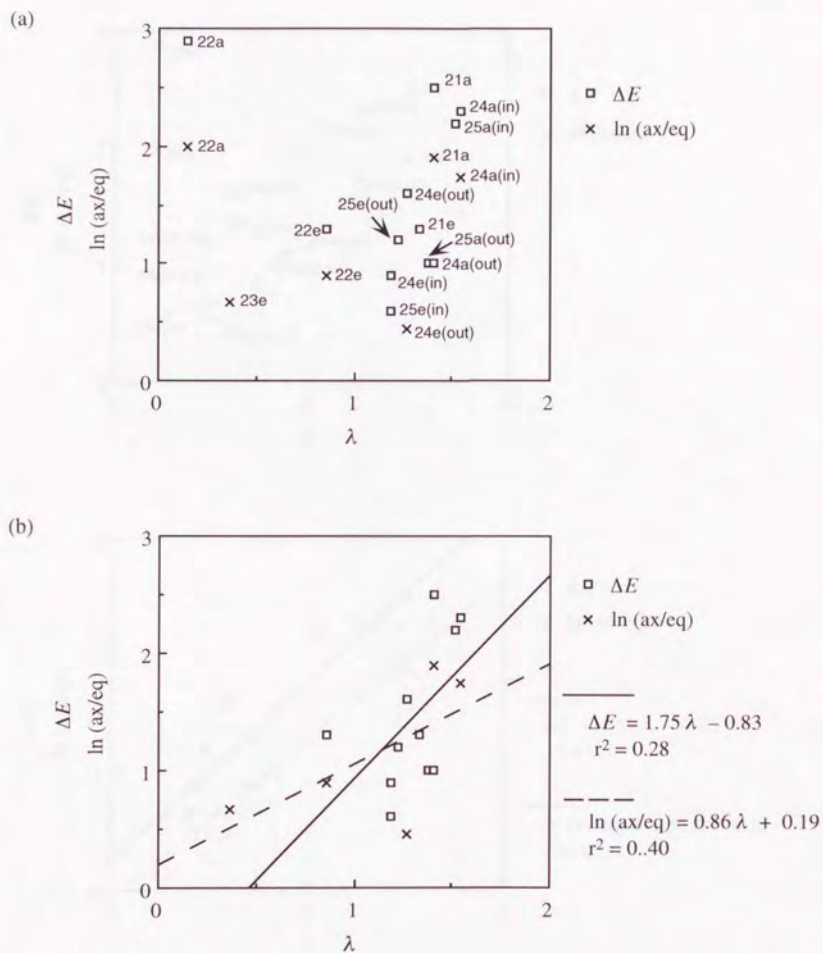 (a)
3
2
1
0
ΔE
ln (ax/eq)
22a
22a
21a
24a(in)
25a(in)
21a
24a(in)
24e(out)
25e(out)
22e
21e
25a(out)
24a(out)
22e
24e(in)
23e
25e(in)
24e(out)
0
1
2
λ
ΔE
ln (ax/eq)
(b)
3
2
1
0
ΔE
ln (ax/eq)
0
1
2
λ
ΔE
ln (ax/eq)
ΔE = 1.75 λ – 0.83
r² = 0.28
ln (ax/eq) = 0.86 λ + 0.19
r² = 0..40